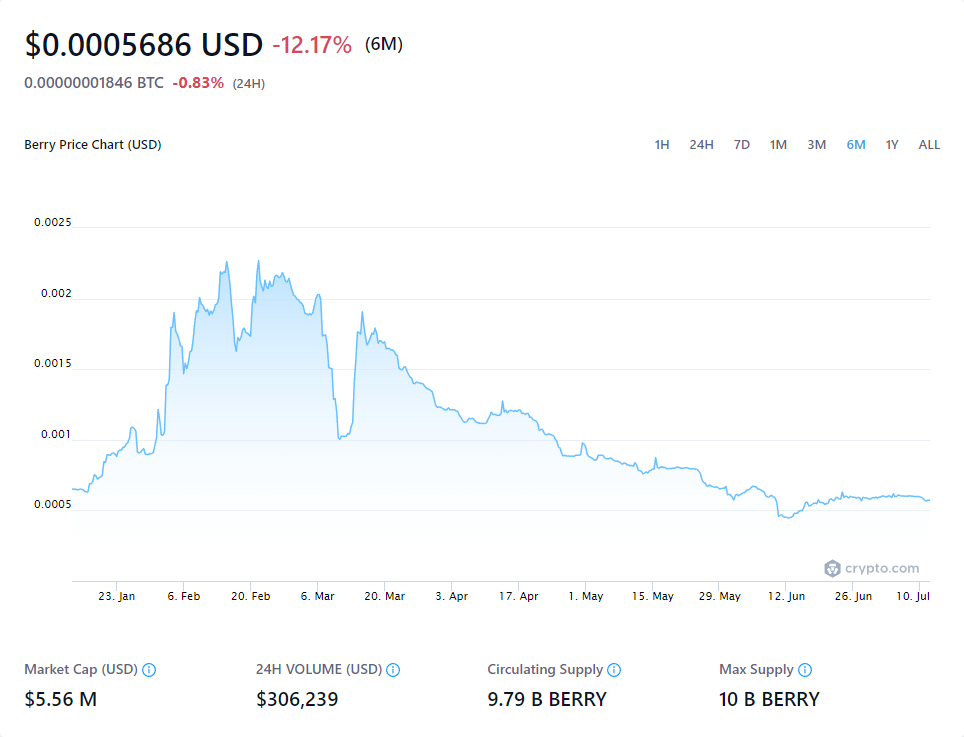 $0.0005686 USD -12.17% (6M)
0.00000001846 BTC -0.83% (24H)
Berry Price Chart (USD) 1H 24H 7D 1M 3M 6M 1Y ALL
0.0025
0.002
0.0015
0.001
0.0005
crypto.com
23. Jan 6. Feb 20. Feb 6. Mar 20. Mar 3. Apr 17. Apr 1. May 15. May 29. May 12. Jun 26. Jun 10. Jul
Market Cap (USD) 24H VOLUME (USD) Circulating Supply Max Supply
$5.56 M $306,239 9.79 B BERRY 10 B BERRY